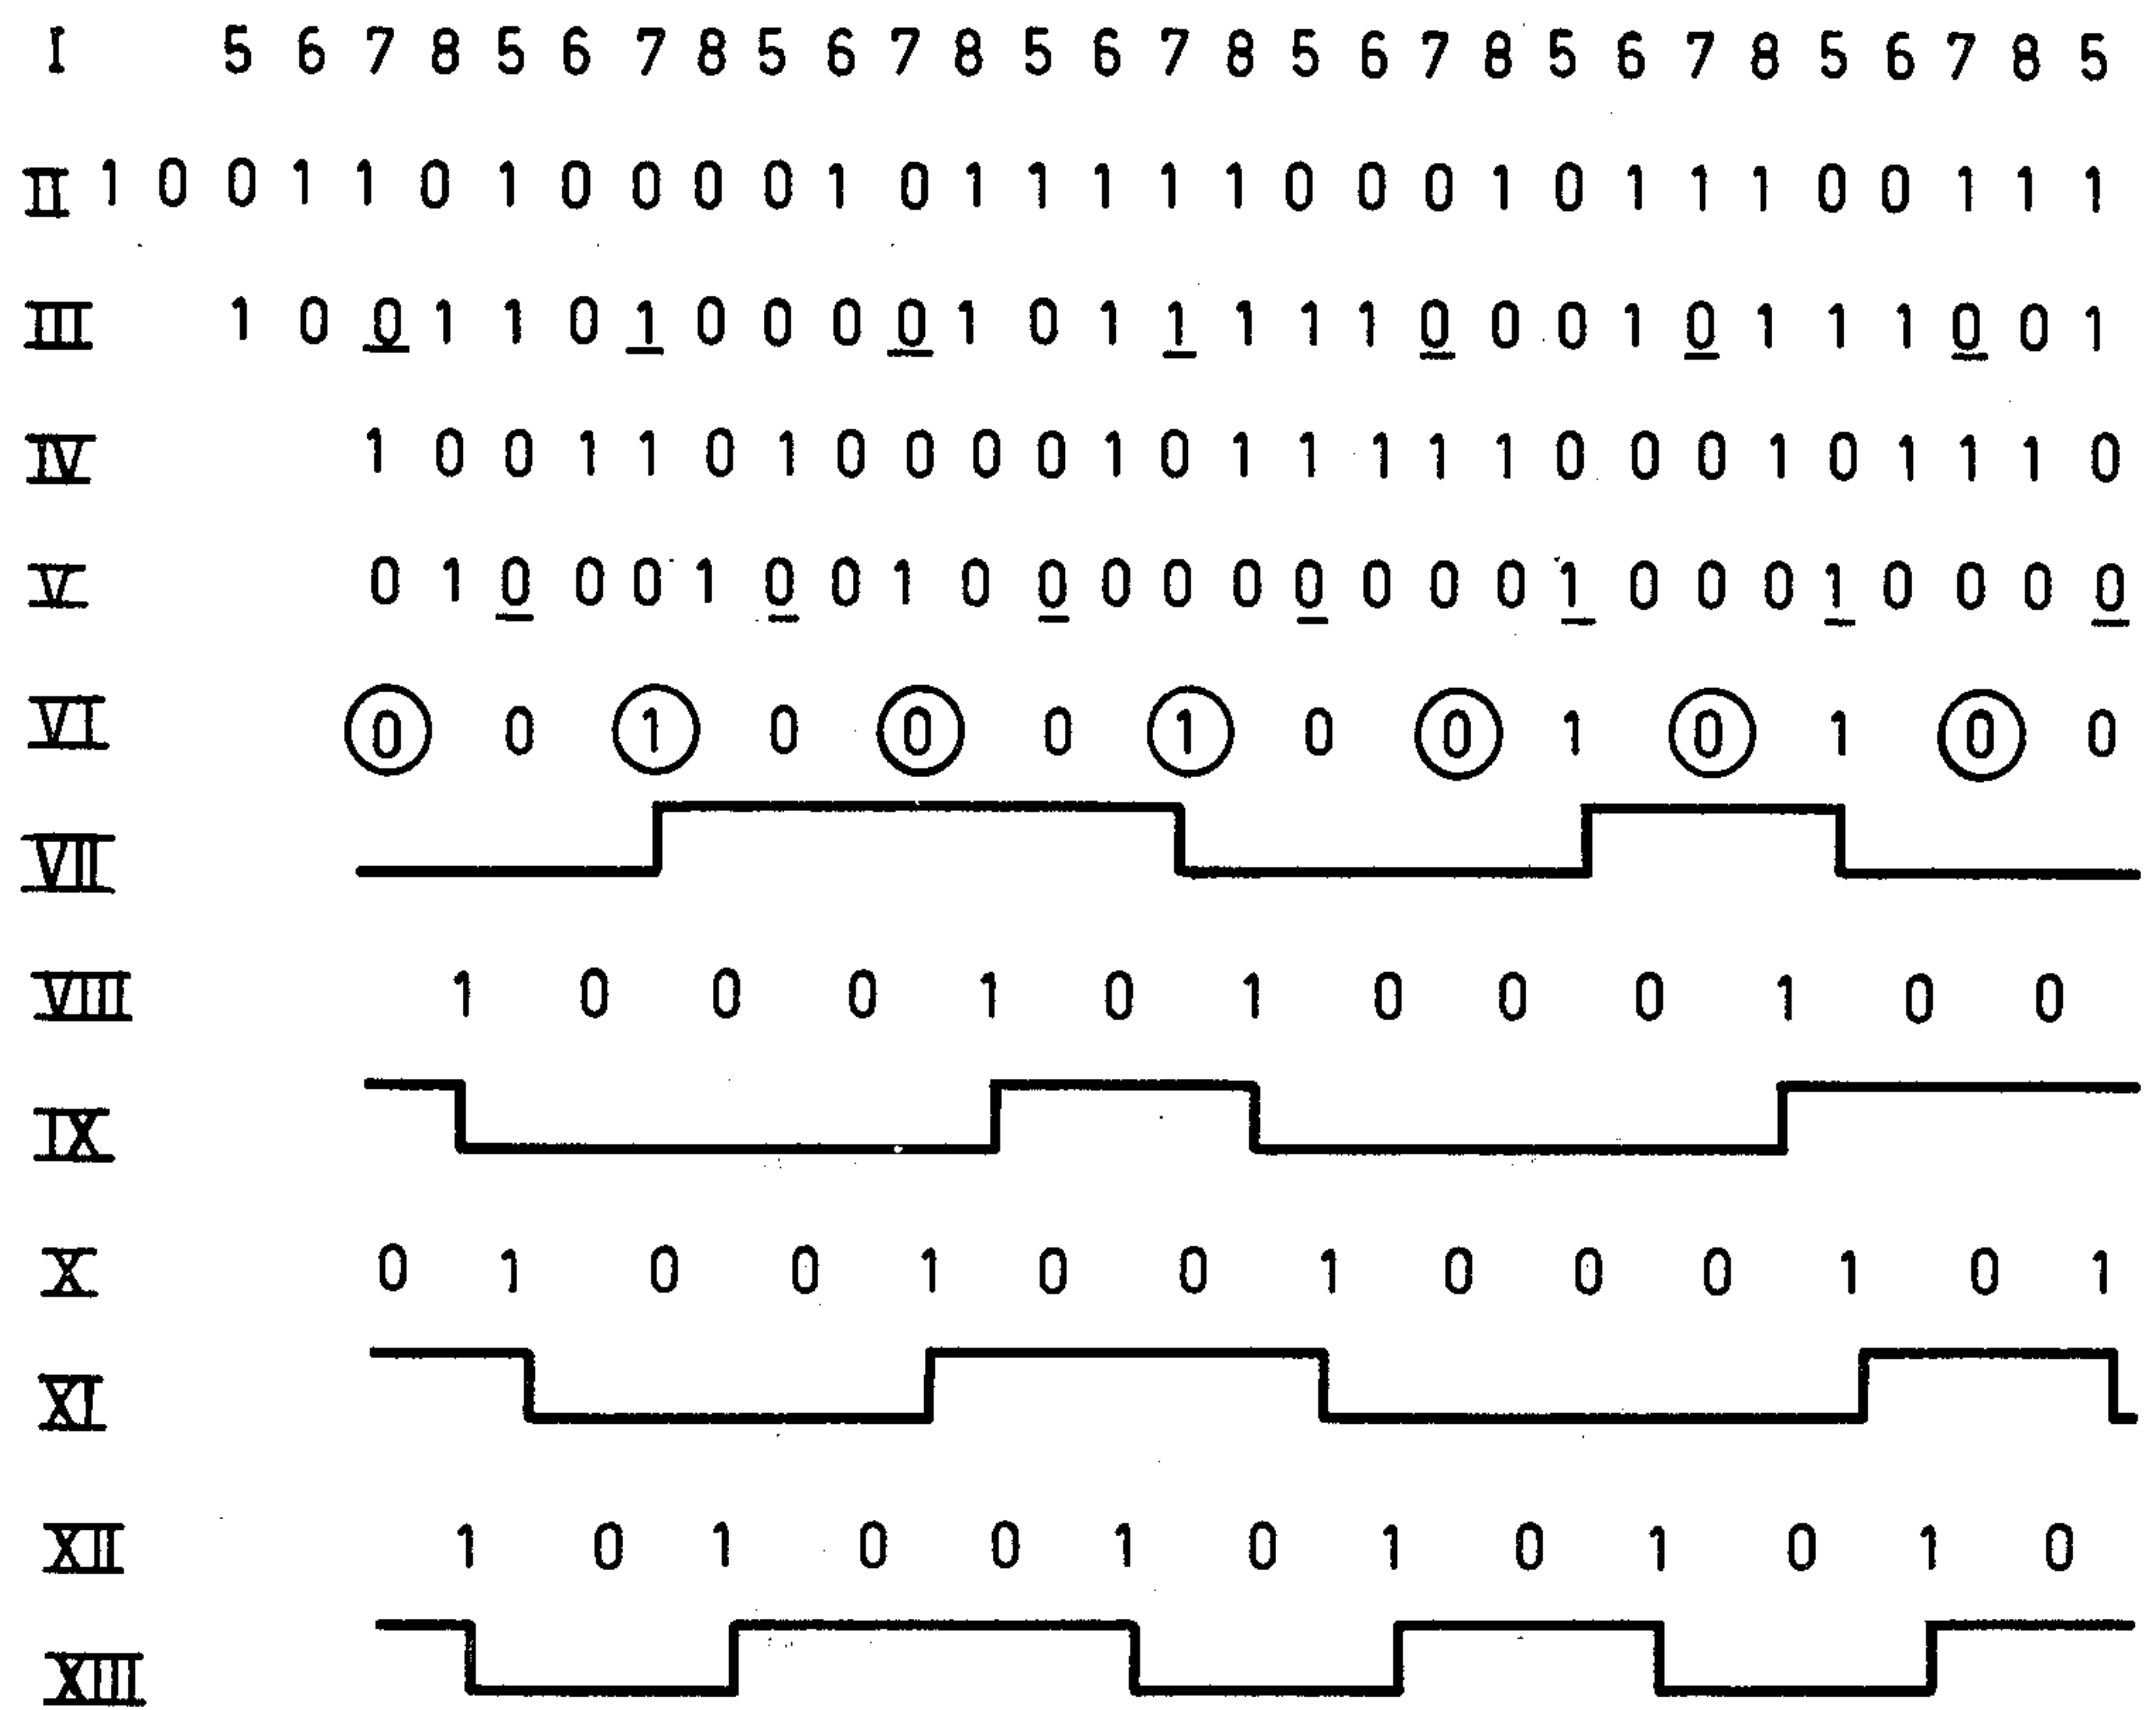 I 5 6 7 8 5 6 7 8 5 6 7 8 5 6 7 8 5 6 7 8 5 6 7 8 5 6 7 8 5
II 1 0 0 1 1 0 1 0 0 0 0 1 0 1 1 1 1 1 0 0 0 1 0 1 1 1 0 0 1 1 1
III 1 0 0 1 1 0 1 0 0 0 0 1 0 1 1 1 1 1 0 0 0 1 0 1 1 1 0 0 1
IV 1 0 0 1 1 0 1 0 0 0 0 1 0 1 1 1 1 1 0 0 0 1 0 1 1 1 0
V 0 1 0 0 0 1 0 0 1 0 0 0 0 0 0 0 0 0 1 0 0 0 1 0 0 0 0
VI 0 0 1 0 0 0 1 0 0 1 0 1 0 0
VII
VIII 1 0 0 0 1 0 1 0 0 0 1 0 0
IX
X 0 1 0 0 1 0 0 1 0 0 0 1 0 1
XI
XII 1 0 1 0 0 1 0 1 0 1 0 1 0
XIII